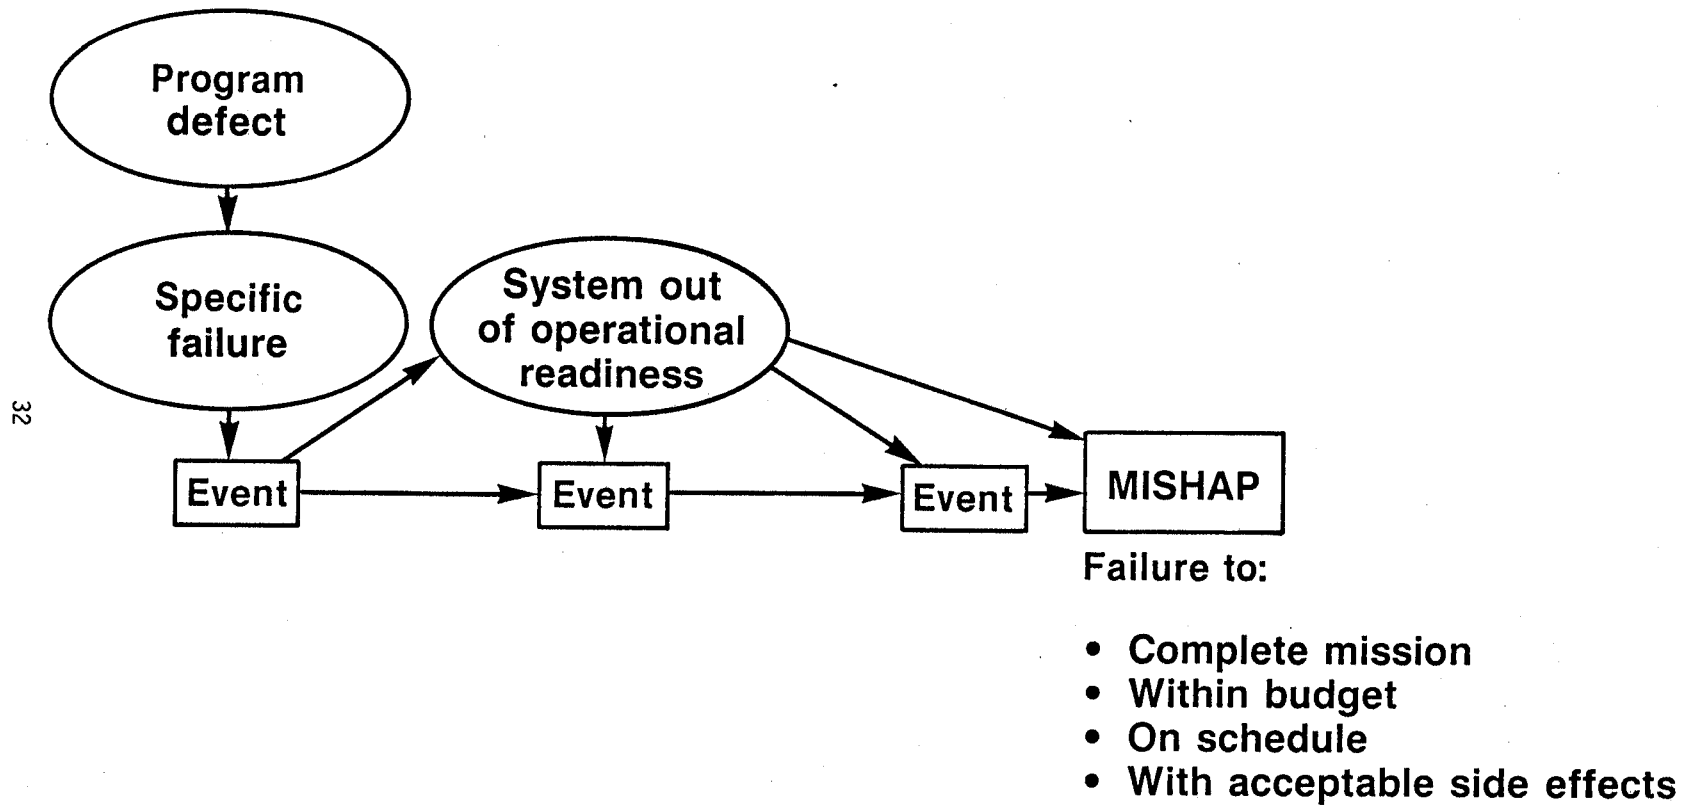 Program
defect
Specific
failure
System out
of operational
readiness
32
Event
Event
Event
MISHAP
Failure to:
• Complete mission
• Within budget
• On schedule
• With acceptable side effects